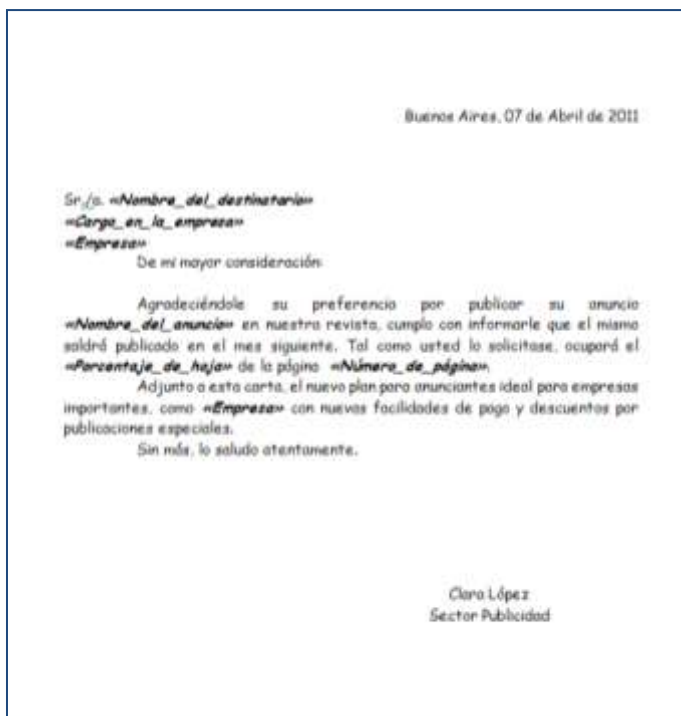 Buenos Aires, 07 de Abril de 2011
Sr./a. «Nombre_del_destinatario»
«Cargo_en_la_empresa»
«Empresa»
De mi mayor consideración:
Agradeciéndole su preferencia por publicar su anuncio
«Nombre_del_anuncio» en nuestra revista, cumplo con informarle que el mismo
saldrá publicado en el mes siguiente. Tal como usted lo solicitase, ocupará el
«Porcentaje_de_hoja» de la página «Número_de_página».
Adjunto a esta carta, el nuevo plan para anunciantes ideal para empresas
importantes, como «Empresa» con nuevas facilidades de pago y descuentos por
publicaciones especiales.
Sin más, lo saludo atentamente.
Clara López
Sector Publicidad